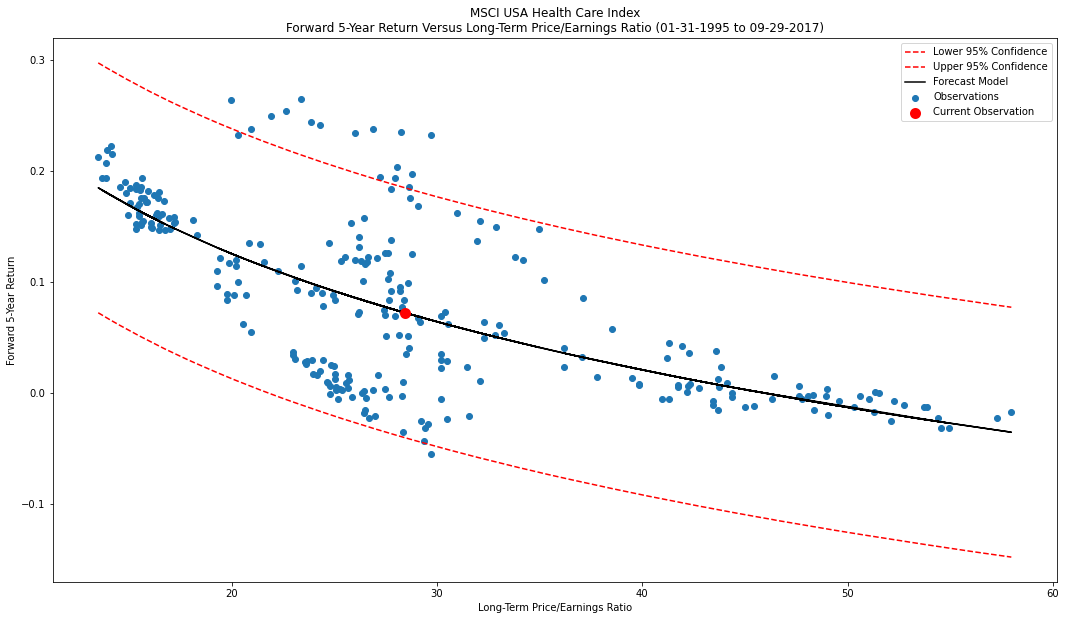 MSCI USA Health Care Index
Forward 5-Year Return Versus Long-Term Price/Earnings Ratio (01-31-1995 to 09-29-2017)
Lower 95% Confidence
Upper 95% Confidence
Forecast Model
Observations
Current Observation
Forward 5-Year Return
0.3
0.2
0.1
0.0
−0.1
20
30
40
50
60
Long-Term Price/Earnings Ratio